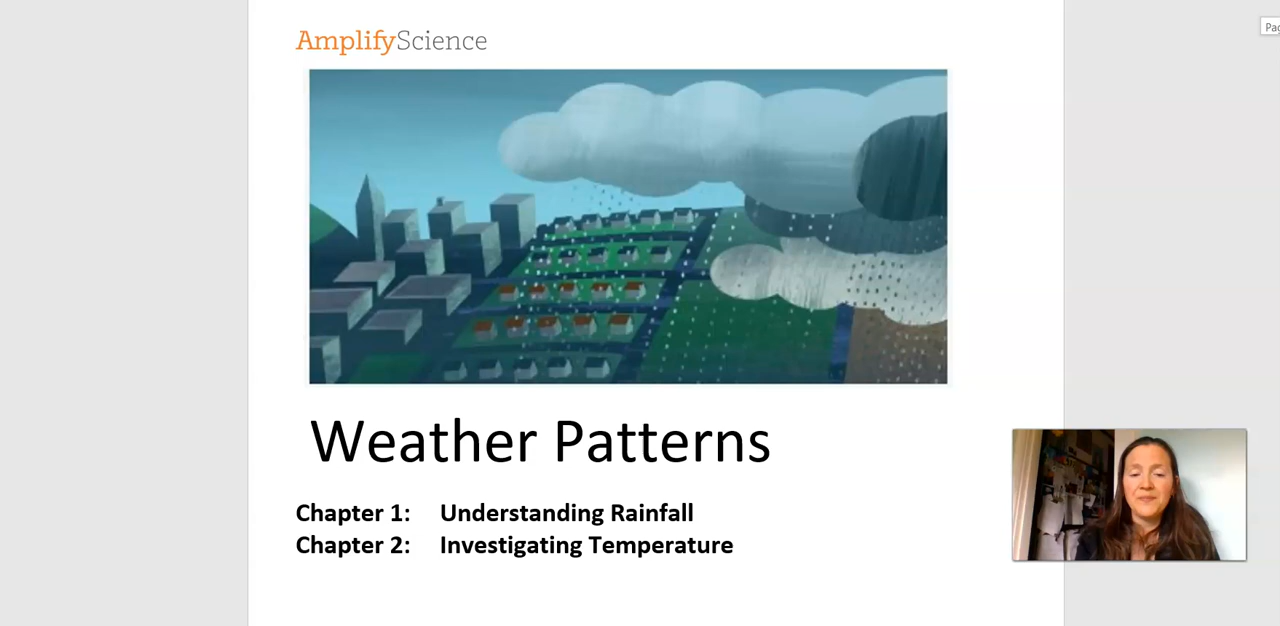 AmplifyScience
Weather Patterns
Chapter 1: Understanding Rainfall
Chapter 2: Investigating Temperature